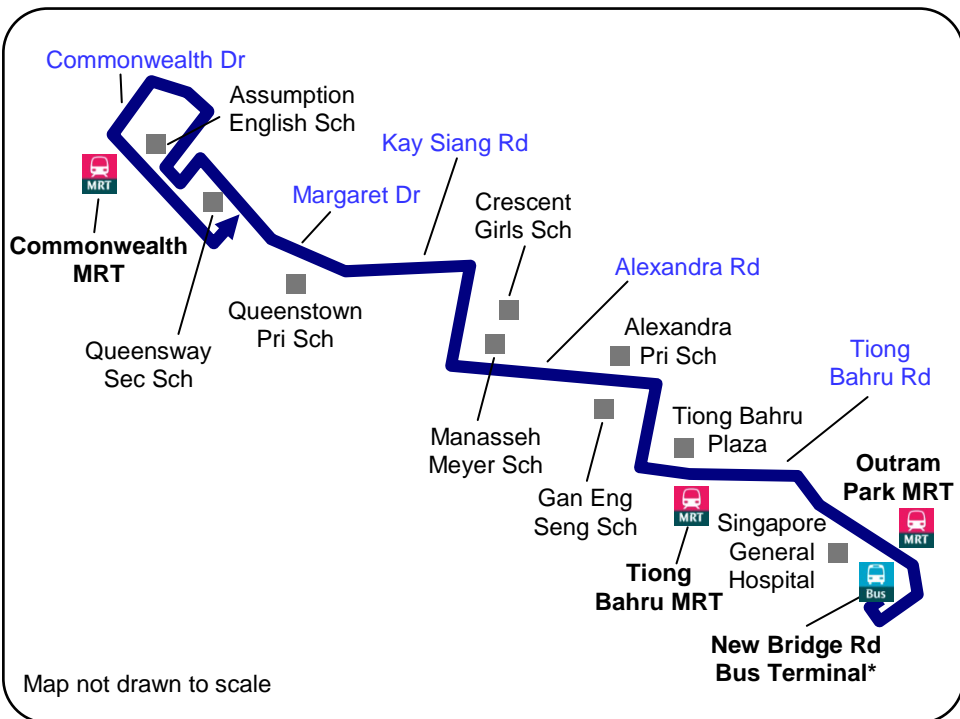 Commonwealth Dr
Assumption
English Sch
Kay Siang Rd
Margaret Dr
Crescent
Girls Sch
MRT
Commonwealth
MRT
Alexandra Rd
Queenstown
Pri Sch
Queensway
Sec Sch
Alexandra
Pri Sch
Tiong
Bahru Rd
Manasseh
Meyer Sch
Tiong Bahru
Plaza
Gan Eng
Seng Sch
MRT
Tiong
Bahru MRT
Outram
Park MRT
MRT
Singapore
General
Hospital
Bus
New Bridge Rd
Bus Terminal*
Map not drawn to scale